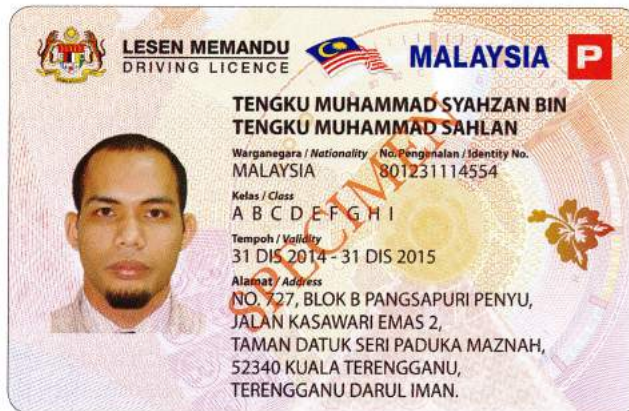 LESEN MEMANDU
DRIVING LICENCE
MALAYSIA
P
TENGKU MUHAMMAD SYAHZAN BIN
TENGKU MUHAMMAD SAHLAN
Warganegara / Nationality No. Pengenalan / Identity No.
MALAYSIA 801231114554
Kelas / Class
A B C D E F G H I
Tempoh / Validity
31 DIS 2014 - 31 DIS 2015
Alamat / Address
NO. 727, BLOK B PANGSAPURI PENYU,
JALAN KASAWARI EMAS 2,
TAMAN DATUK SERI PADUKA MAZNAH,
52340 KUALA TERENGGANU,
TERENGGANU DARUL IMAN.
SPECIMEN